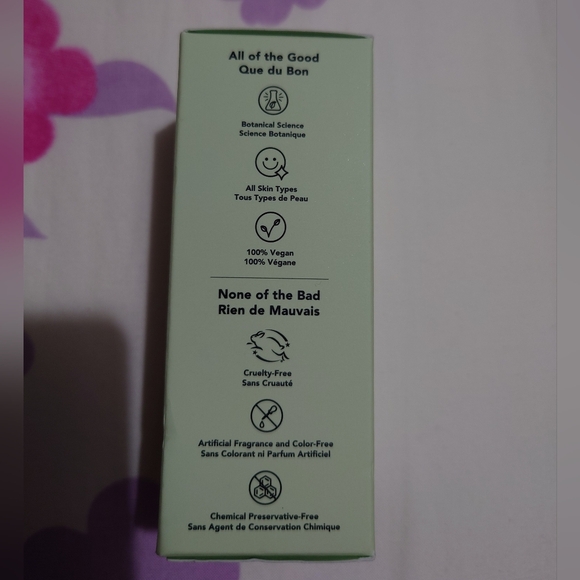 All of the Good
Que du Bon
Botanical Science
Science Botanique
All Skin Types
Tous Types de Peau
100% Vegan
100% Végane
None of the Bad
Rien de Mauvais
Cruelty-Free
Sans Cruauté
Artificial Fragrance and Color-Free
Sans Colorant ni Parfum Artificiel
Chemical Preservative-Free
Sans Agent de Conservation Chimique